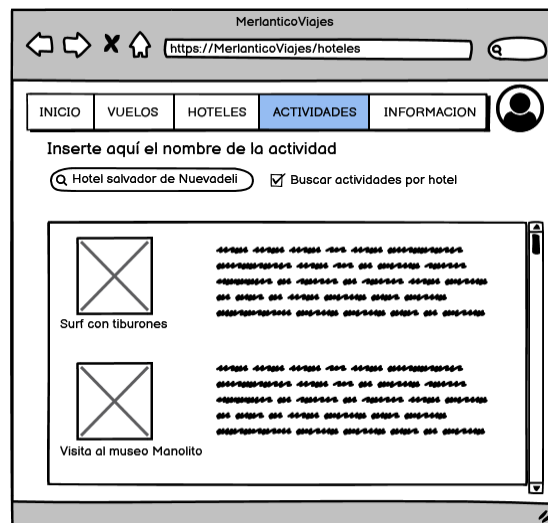 MerlanticoViajes
https://MerlanticoViajes/hoteles
INICIO VUELOS HOTELES ACTIVIDADES INFORMACION
Inserte aquí el nombre de la actividad
Hotel salvador de Nuevadeli
Buscar actividades por hotel
Surf con tiburones
Visita al museo Manolito